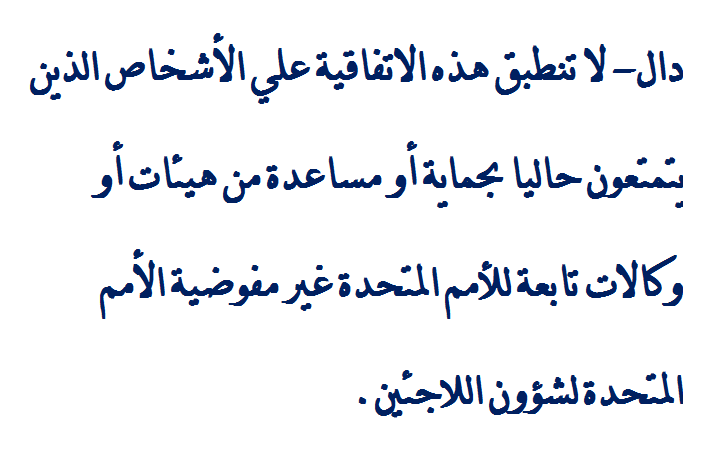 دال– لا تنطبق هذه الاتفاقية علي الأشخاص الذين
يتمتعون حاليا بحماية أو مساعدة من هيئات أو
وكالات تابعة للأمم المتحدة غير مفوضية الأمم
المتحدة لشؤون اللاجئين .